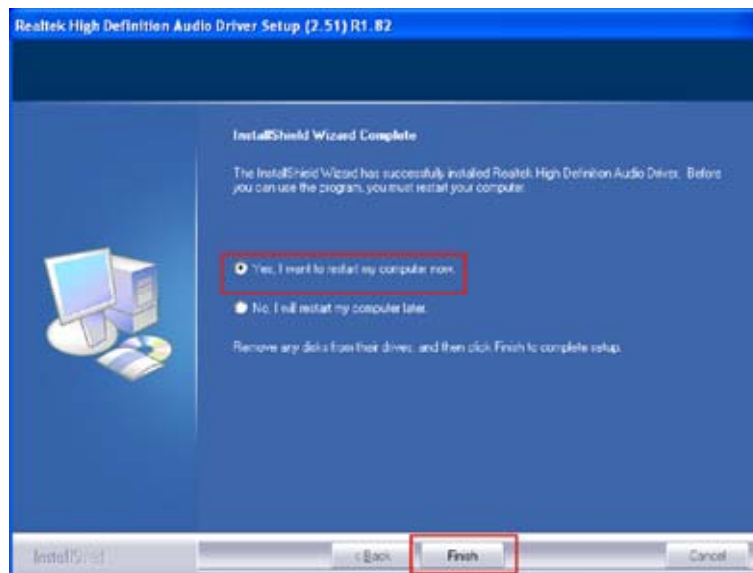 Realtek High Definition Audio Driver Setup (2.51) R1.82
InstallShield Wizard Complete
The InstallShield Wizard has successfully installed Realtek High Definition Audio Driver. Before
you can use the program, you must restart your computer.
Yes, I want to restart my computer now.
No, I will restart my computer later.
Remove any disks from their drives, and then click Finish to complete setup.
InstallShield
< Back
Finish
Cancel